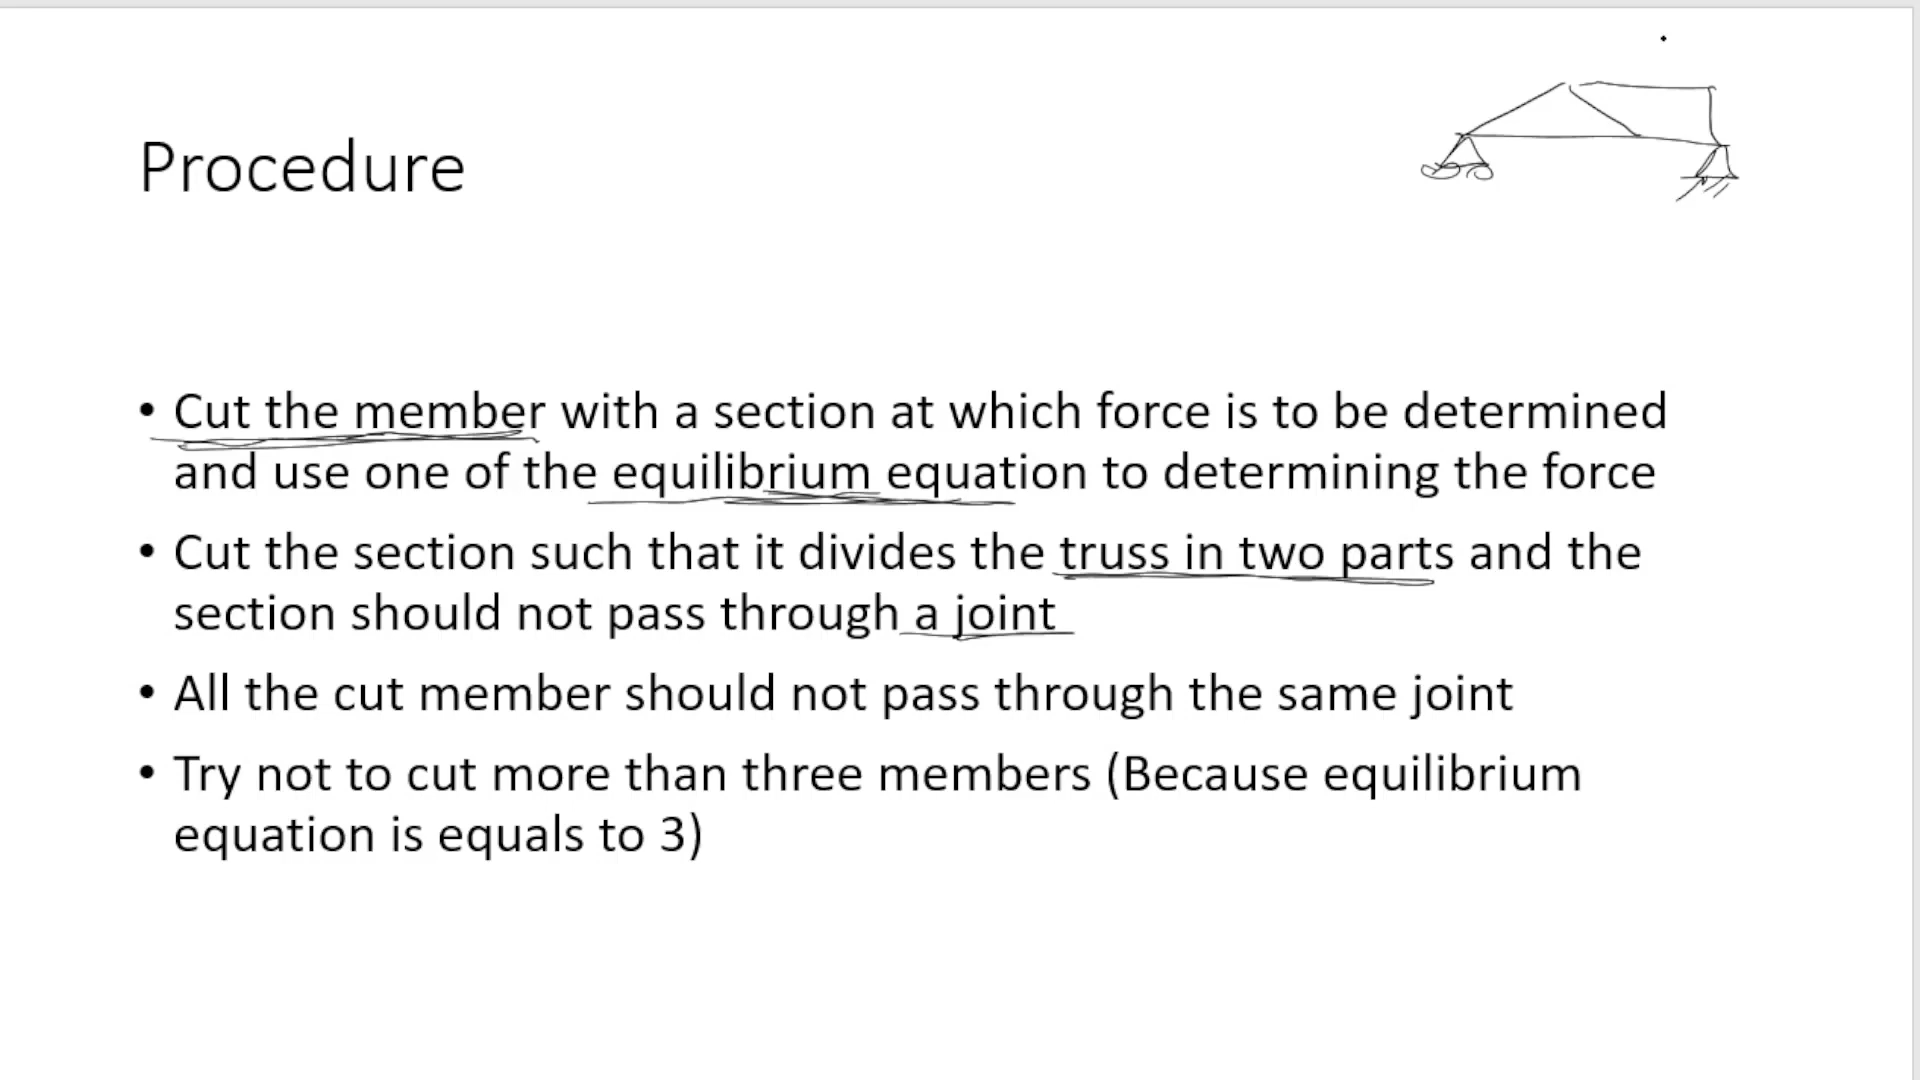 Procedure
• Cut the member with a section at which force is to be determined
and use one of the equilibrium equation to determining the force
• Cut the section such that it divides the truss in two parts and the
section should not pass through a joint
• All the cut member should not pass through the same joint
• Try not to cut more than three members (Because equilibrium
equation is equals to 3)